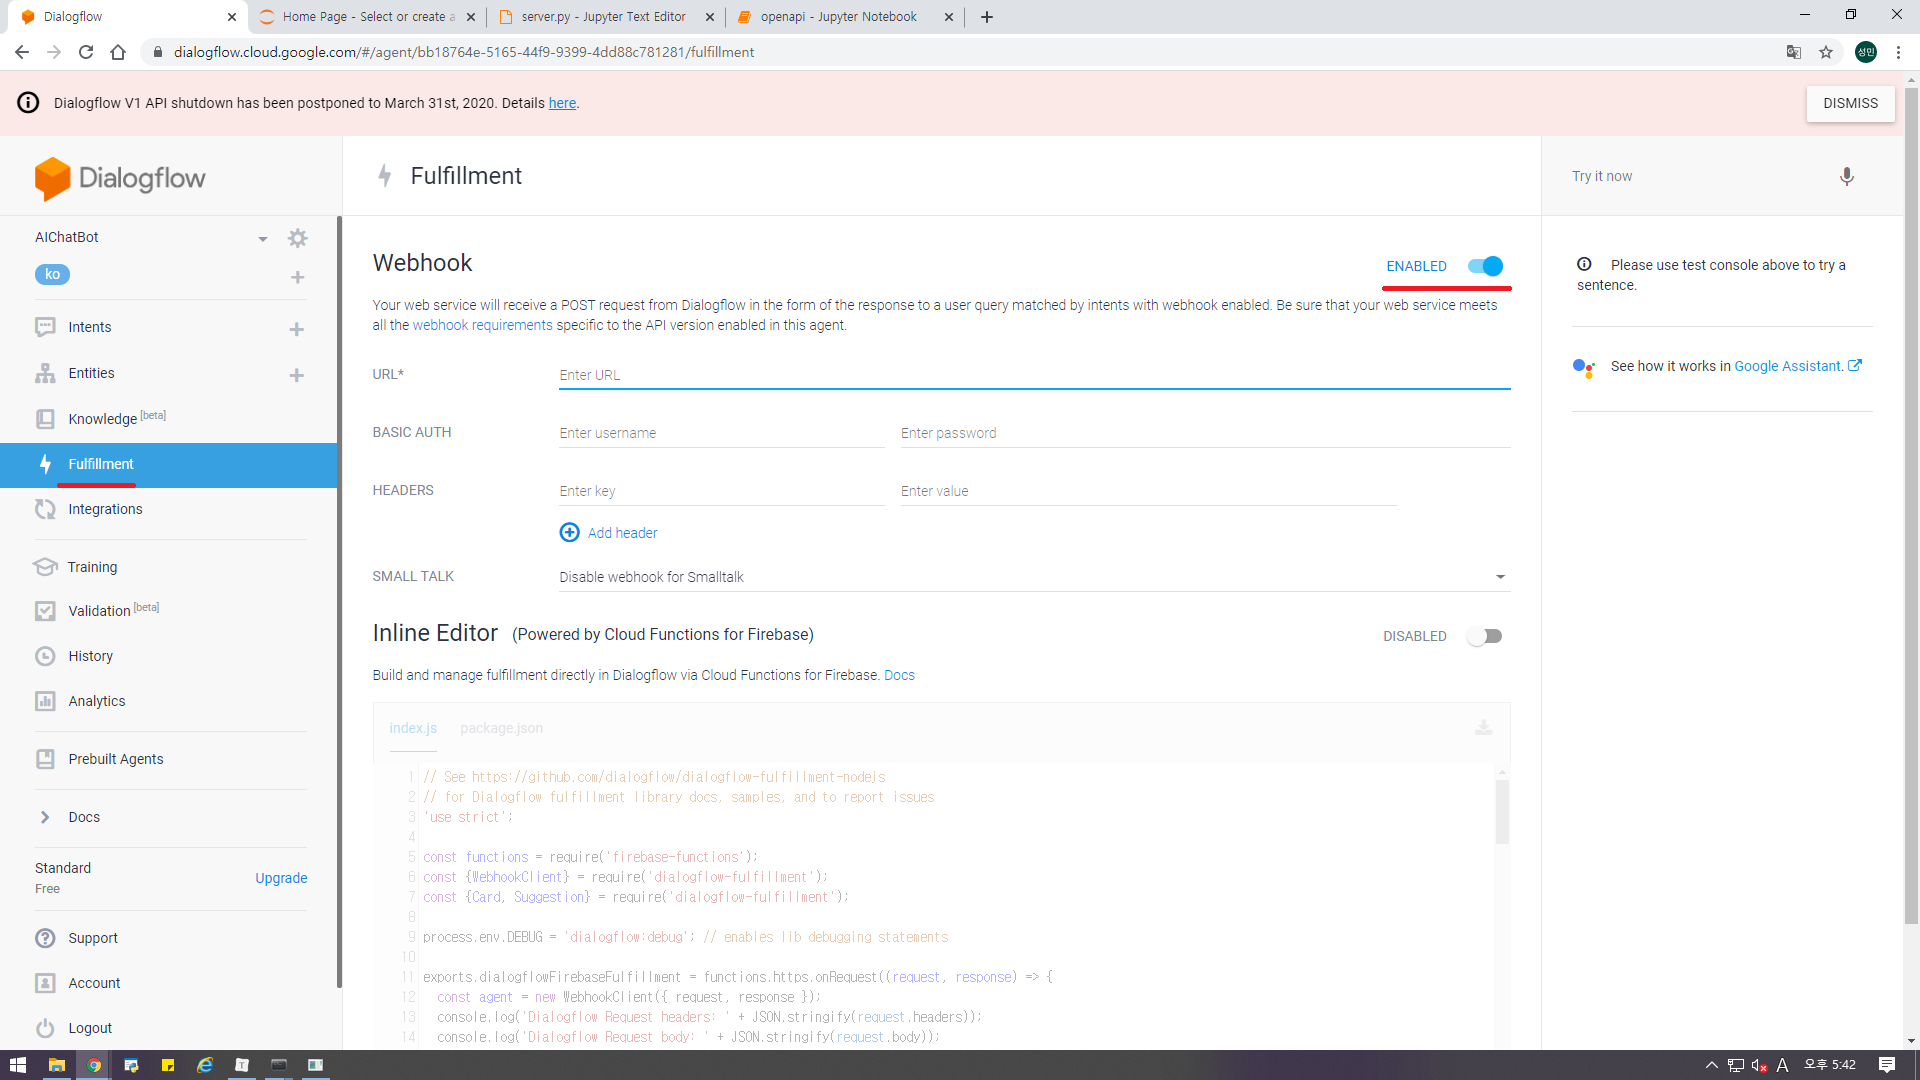 Dialogflow
Home Page - Select or create a
server.py - Jupyter Text Editor
openapi - Jupyter Notebook
dialogflow.cloud.google.com/#/agent/bb18764e-5165-44f9-9399-4dd88c781281/fulfillment
성민
Dialogflow V1 API shutdown has been postponed to March 31st, 2020. Details here.
DISMISS
Dialogflow
Fulfillment
Try it now
AIChatBot
ko
Intents
Entities
Knowledge [beta]
Fulfillment
Integrations
Training
Validation [beta]
History
Analytics
Prebuilt Agents
Docs
Standard
Free
Upgrade
Support
Account
Logout
Webhook
ENABLED
Your web service will receive a POST request from Dialogflow in the form of the response to a user query matched by intents with webhook enabled. Be sure that your web service meets
all the webhook requirements specific to the API version enabled in this agent.
URL*
Enter URL
BASIC AUTH
Enter username
Enter password
HEADERS
Enter key
Enter value
Add header
SMALL TALK
Disable webhook for Smalltalk
Inline Editor (Powered by Cloud Functions for Firebase)
DISABLED
Build and manage fulfillment directly in Dialogflow via Cloud Functions for Firebase. Docs
index.js
package.json
1 // See https://github.com/dialogflow/dialogflow-fulfillment-nodejs
2 // for Dialogflow fulfillment library docs, samples, and to report issues
3 'use strict';
4
5 const functions = require('firebase-functions');
6 const {WebhookClient} = require('dialogflow-fulfillment');
7 const {Card, Suggestion} = require('dialogflow-fulfillment');
8
9 process.env.DEBUG = 'dialogflow:debug'; // enables lib debugging statements
10
11 exports.dialogflowFirebaseFulfillment = functions.https.onRequest((request, response) => {
12 const agent = new WebhookClient({ request, response });
13 console.log('Dialogflow Request headers: ' + JSON.stringify(request.headers));
14 console.log('Dialogflow Request body: ' + JSON.stringify(request.body));
Please use test console above to try a
sentence.
See how it works in Google Assistant.
A
오후 5:42